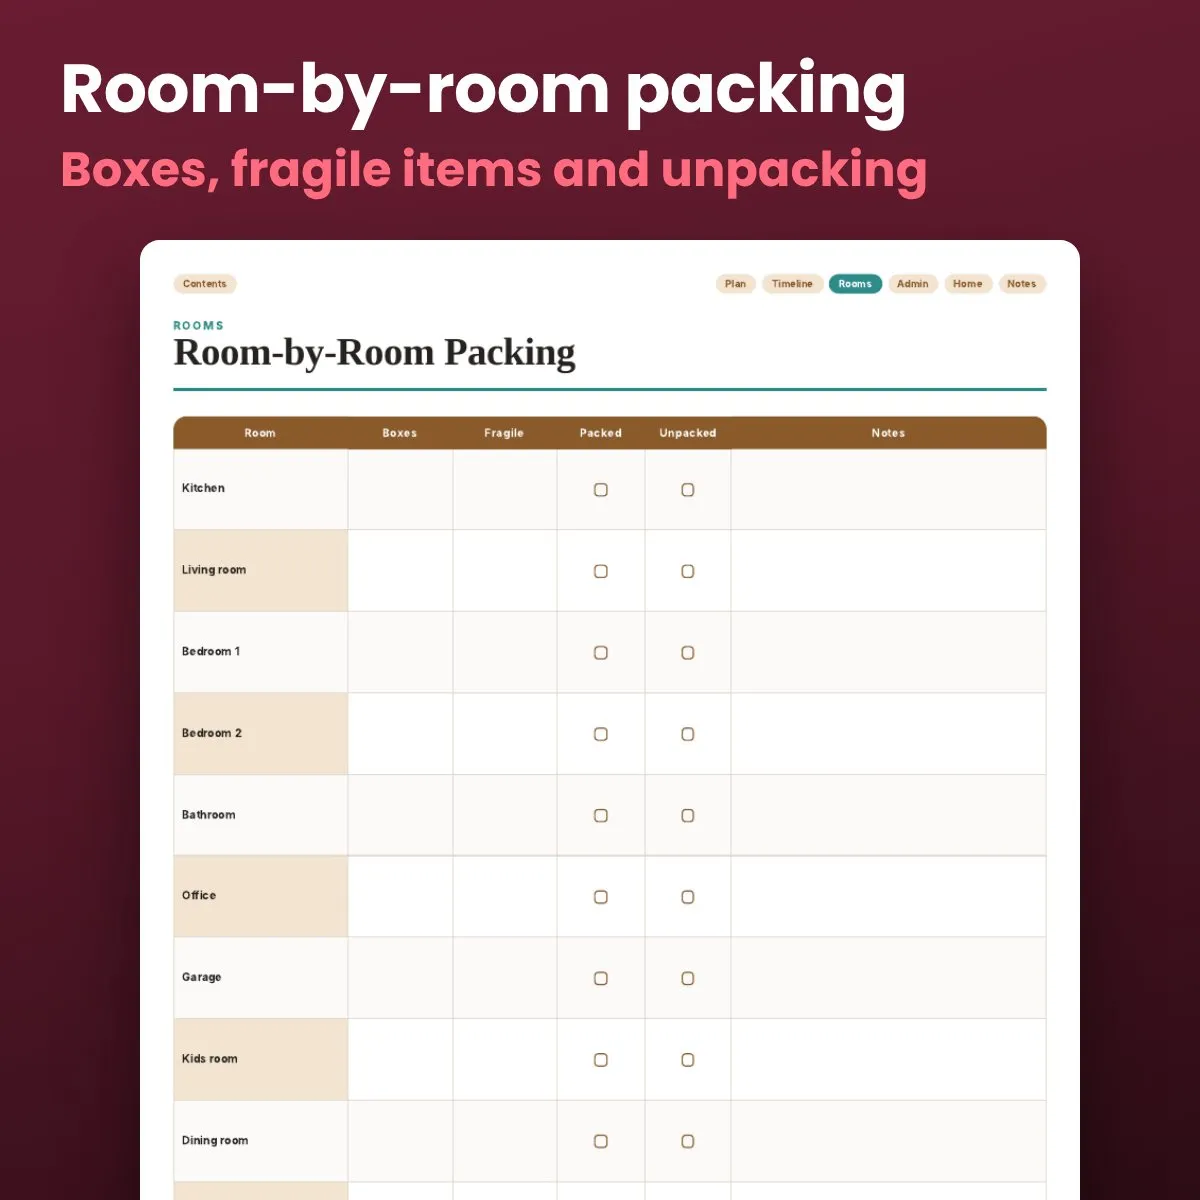 Room-by-room packing
Boxes, fragile items and unpacking
Contents Plan Timeline Rooms Admin Home Notes
ROOMS
Room-by-Room Packing
Room Boxes Fragile Packed Unpacked Notes
Kitchen
Living room
Bedroom 1
Bedroom 2
Bathroom
Office
Garage
Kids room
Dining room